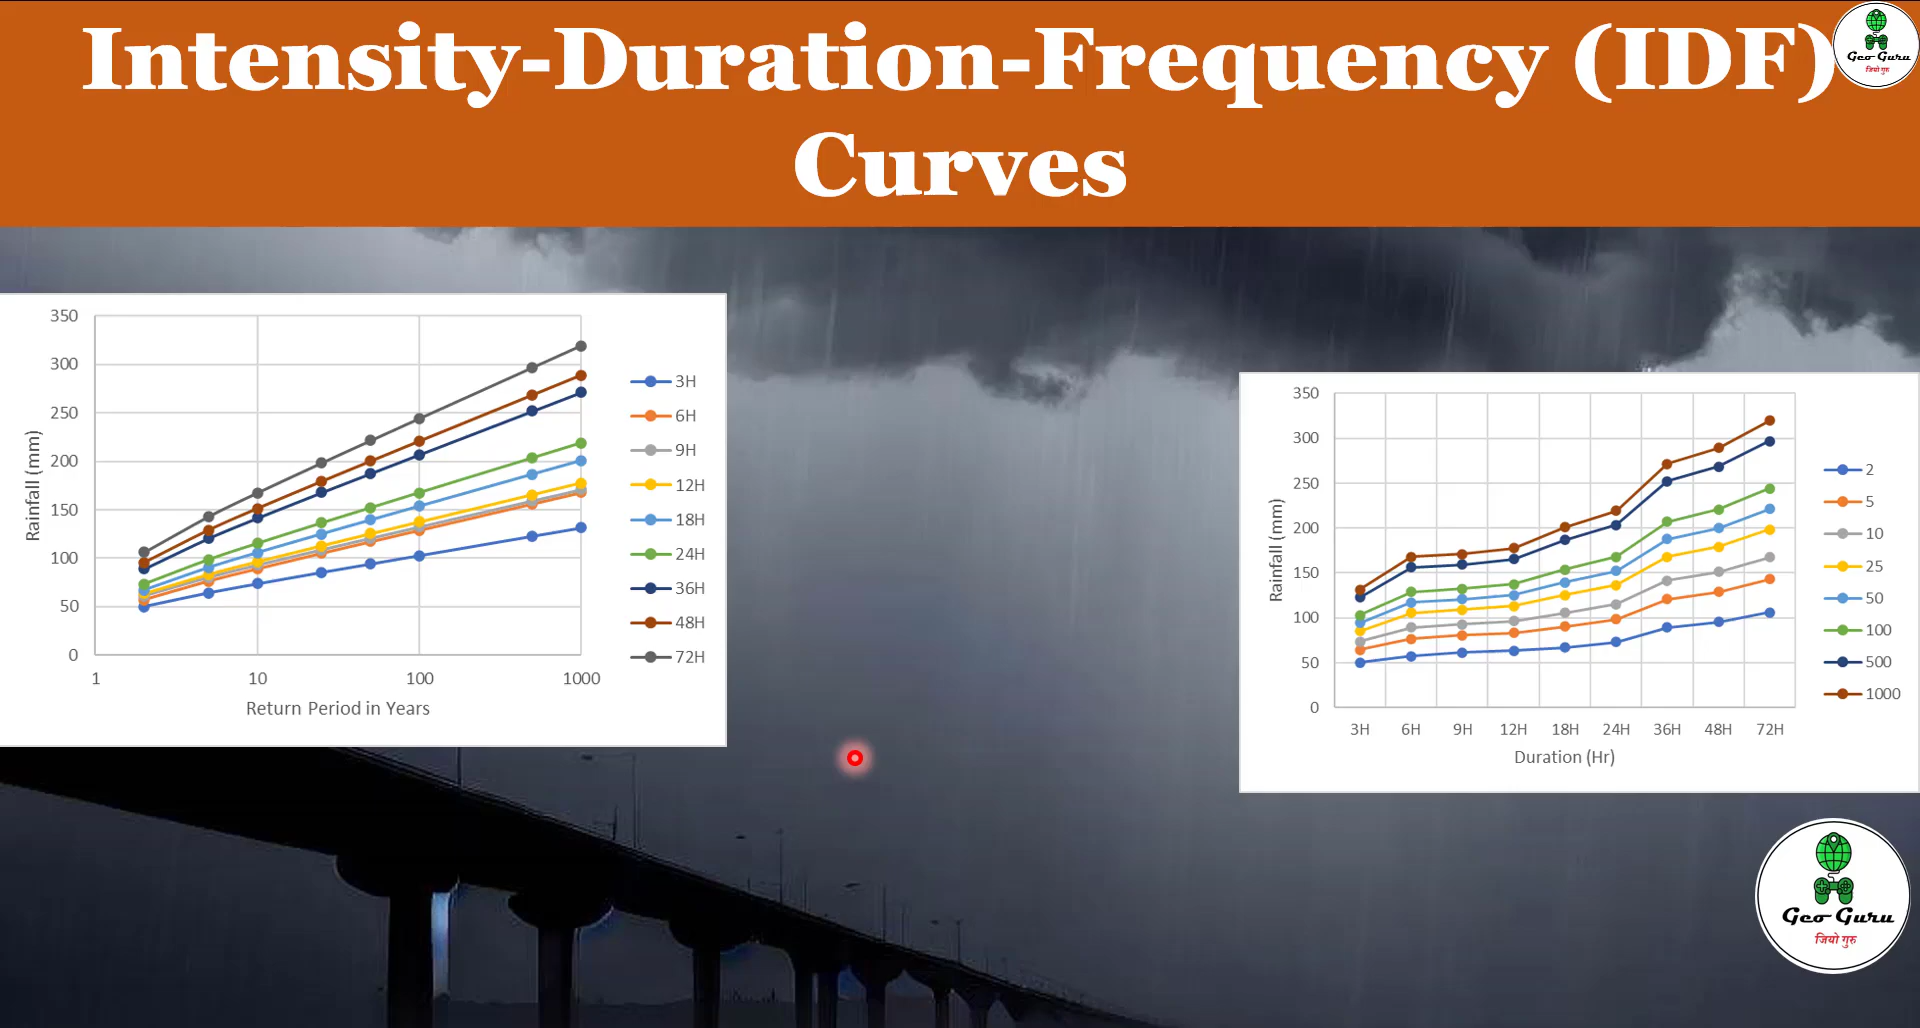 Intensity-Duration-Frequency (IDF)
Curves
Geo Guru
जियो गुरु
350
300
250
200
150
100
50
0
Rainfall (mm)
1
10
100
1000
Return Period in Years
3H
6H
9H
12H
18H
24H
36H
48H
72H
350
300
250
200
150
100
50
0
Rainfall (mm)
3H
6H
9H
12H
18H
24H
36H
48H
72H
Duration (Hr)
2
5
10
25
50
100
500
1000
Geo Guru
जियो गुरु